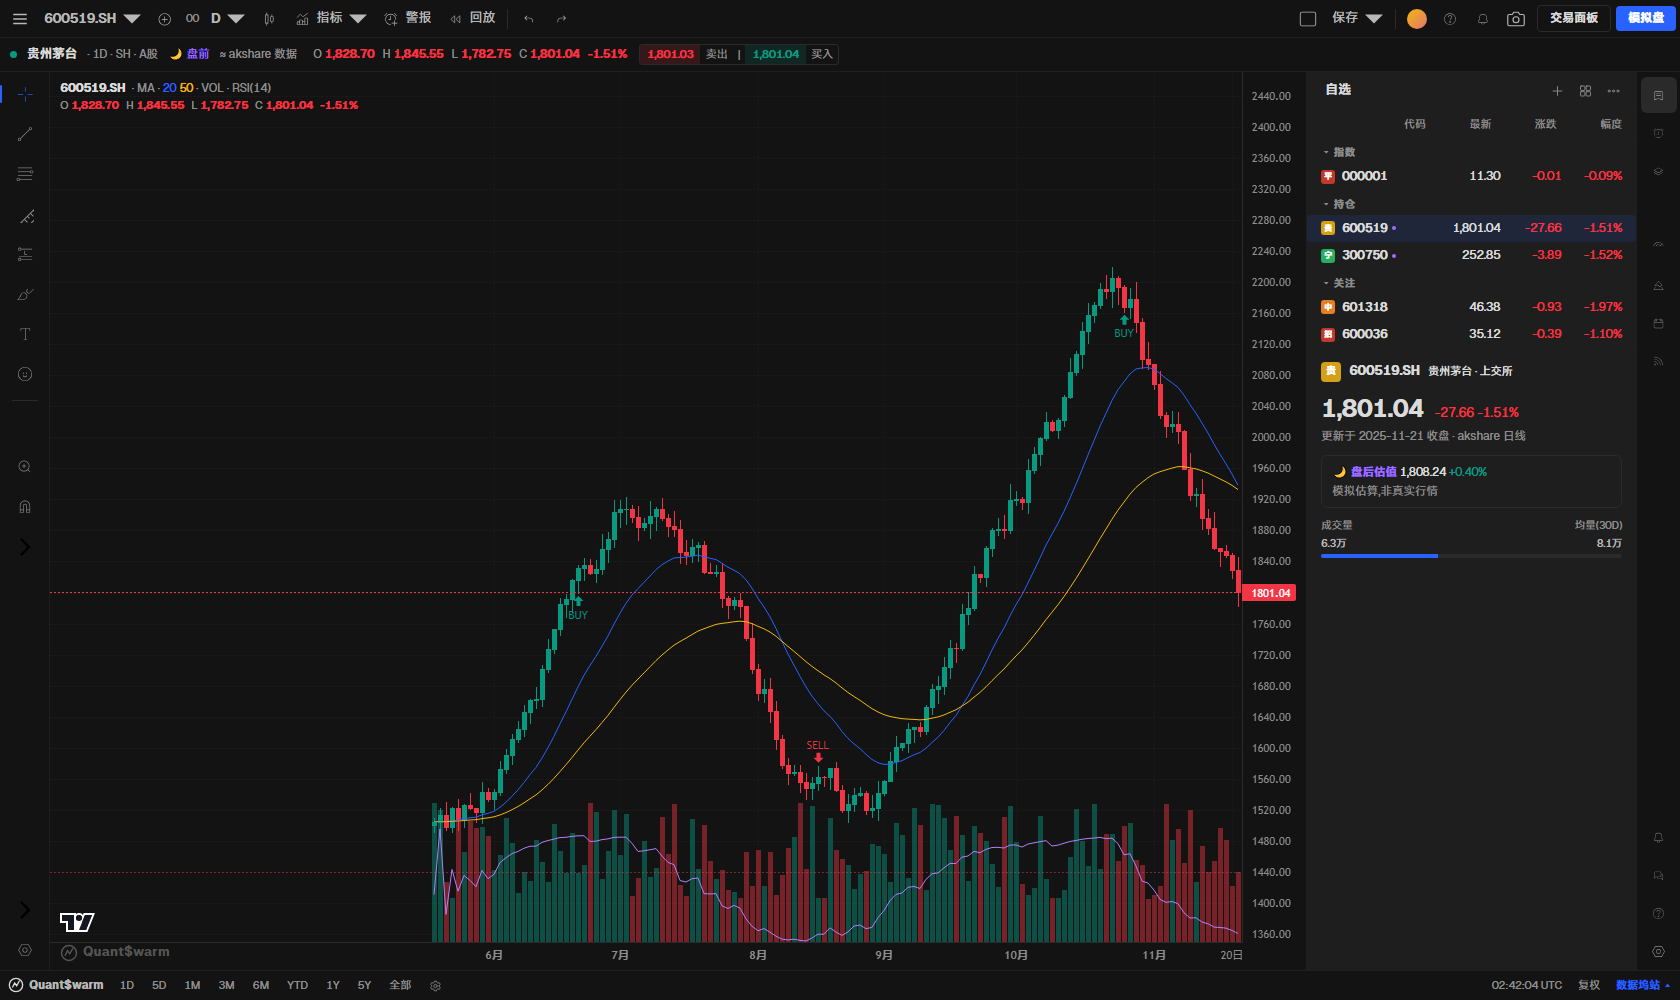 600519.SH 00 D 指标 警报 回放 保存 交易面板 模拟盘
贵州茅台 · 1D · SH · A股 🌙 盘前 ≈ akshare 数据 O 1,828.70 H 1,845.55 L 1,782.75 C 1,801.04 -1.51% 1,801.03 卖出 | 1,801.04 买入
600519.SH · MA · 20 50 · VOL · RSI(14)
O 1,828.70 H 1,845.55 L 1,782.75 C 1,801.04 -1.51%
BUY
SELL
BUY
2440.00
2400.00
2360.00
2320.00
2280.00
2240.00
2200.00
2160.00
2120.00
2080.00
2040.00
2000.00
1960.00
1920.00
1880.00
1840.00
1801.04
1760.00
1720.00
1680.00
1640.00
1600.00
1560.00
1520.00
1480.00
1440.00
1400.00
1360.00
6月 7月 8月 9月 10月 11月 20日
Quant$warm
自选
代码 最新 涨跌 幅度
指数
平 000001 11.30 -0.01 -0.09%
持仓
贵 600519 1,801.04 -27.66 -1.51%
宁 300750 252.85 -3.89 -1.52%
关注
中 601318 46.38 -0.93 -1.97%
招 600036 35.12 -0.39 -1.10%
贵 600519.SH 贵州茅台 · 上交所
1,801.04 -27.66 -1.51%
更新于 2025-11-21 收盘 · akshare 日线
🌙 盘后估值 1,808.24 +0.40%
模拟估算,非真实行情
成交量 均量(30D)
6.3万 8.1万
Quant$warm 1D 5D 1M 3M 6M YTD 1Y 5Y 全部 02:42:04 UTC 复权 数据坞站